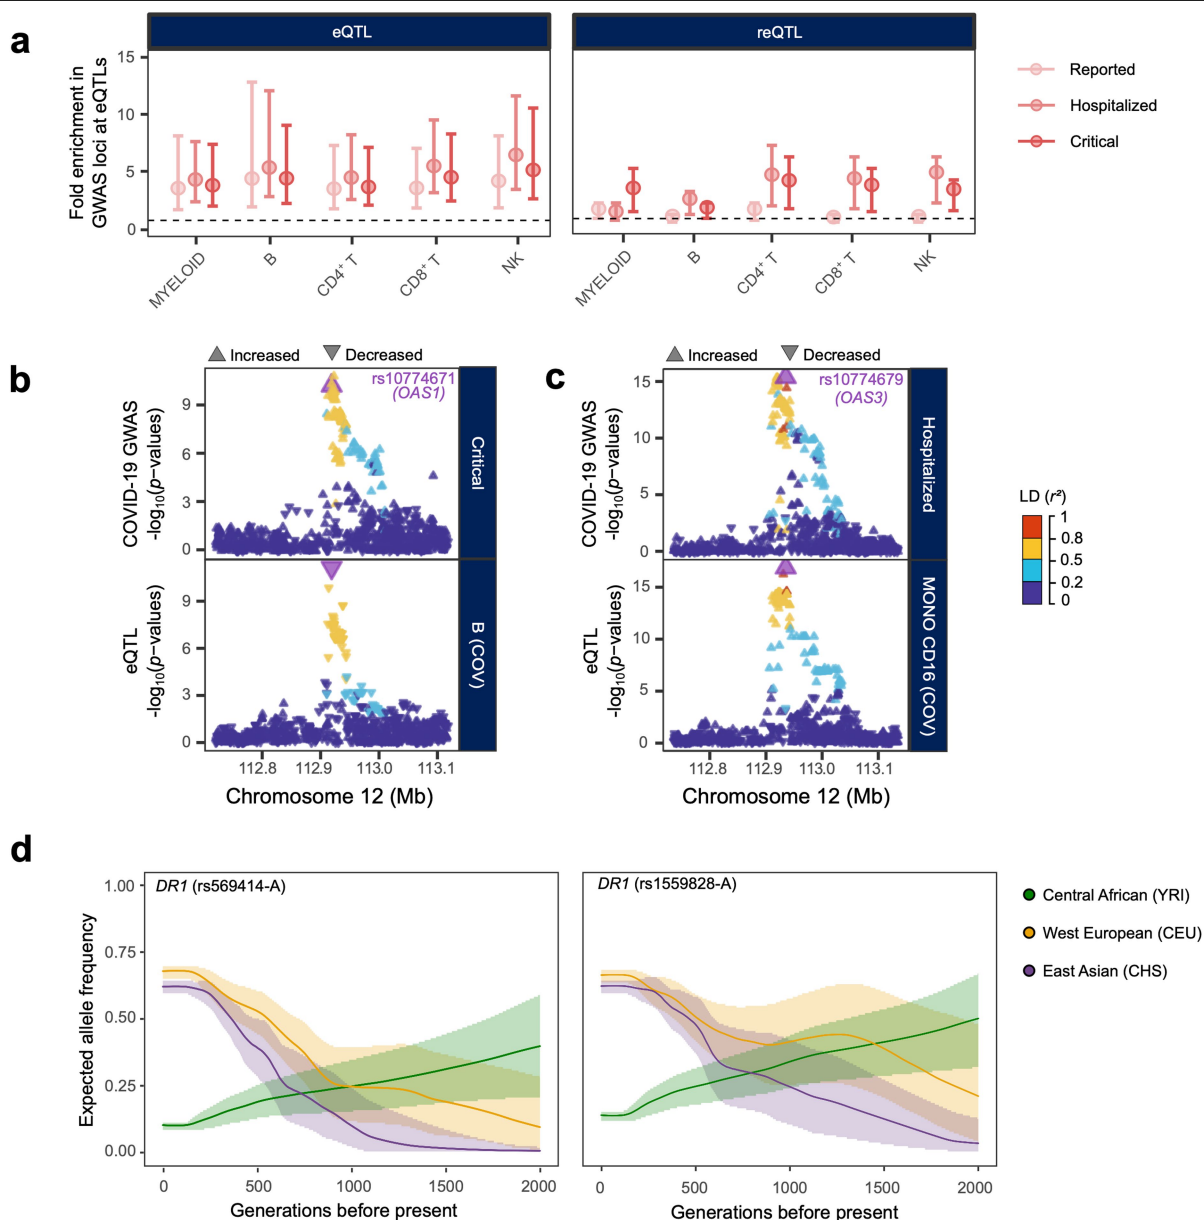 a
eQTL
reQTL
Fold enrichment in
GWAS loci at eQTLs
15
10
5
0
MYELOID
B
CD4⁺ T
CD8⁺ T
NK
MYELOID
B
CD4⁺ T
CD8⁺ T
NK
Reported
Hospitalized
Critical
b
Increased
Decreased
rs10774671
(OAS1)
COVID-19 GWAS
-log₁₀(p−values)
9
6
3
0
Critical
eQTL
-log₁₀(p−values)
9
6
3
0
B (COV)
112.8
112.9
113.0
113.1
Chromosome 12 (Mb)
c
Increased
Decreased
rs10774679
(OAS3)
COVID-19 GWAS
-log₁₀(p−values)
15
10
5
0
Hospitalized
eQTL
-log₁₀(p−values)
15
10
5
0
MONO CD16 (COV)
112.8
112.9
113.0
113.1
Chromosome 12 (Mb)
LD (r²)
1
0.8
0.5
0.2
0
d
DR1 (rs569414-A)
DR1 (rs1559828-A)
Expected allele frequency
1.00
0.75
0.50
0.25
0.00
0
500
1000
1500
2000
Generations before present
0
500
1000
1500
2000
Generations before present
Central African (YRI)
West European (CEU)
East Asian (CHS)